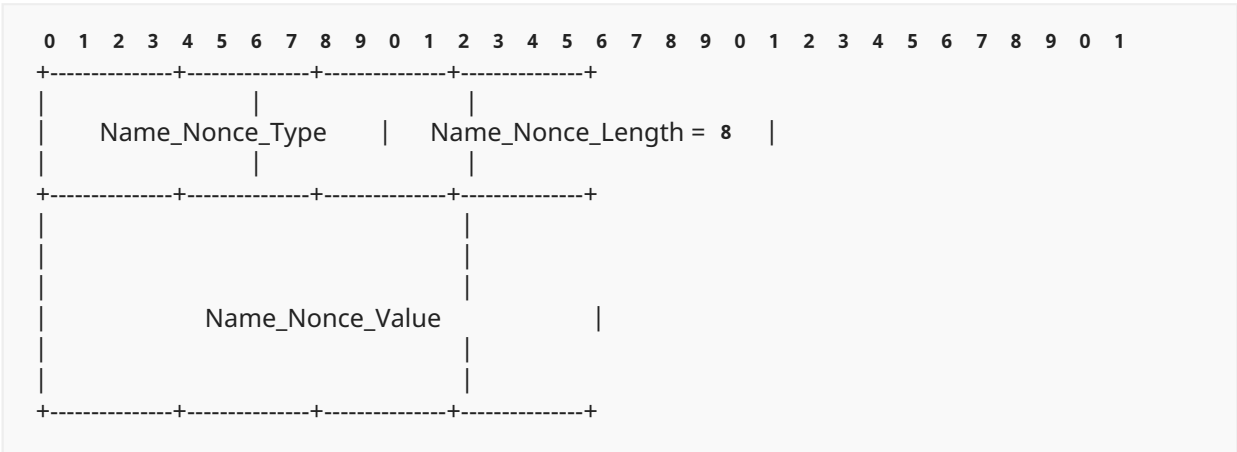 0 1 2 3 4 5 6 7 8 9 0 1 2 3 4 5 6 7 8 9 0 1 2 3 4 5 6 7 8 9 0 1
+---------------+---------------+---------------+---------------+
| | |
| Name_Nonce_Type | Name_Nonce_Length = 8 |
| | |
+---------------+---------------+---------------+---------------+
| |
| |
| |
| Name_Nonce_Value |
| |
| |
+---------------+---------------+---------------+---------------+